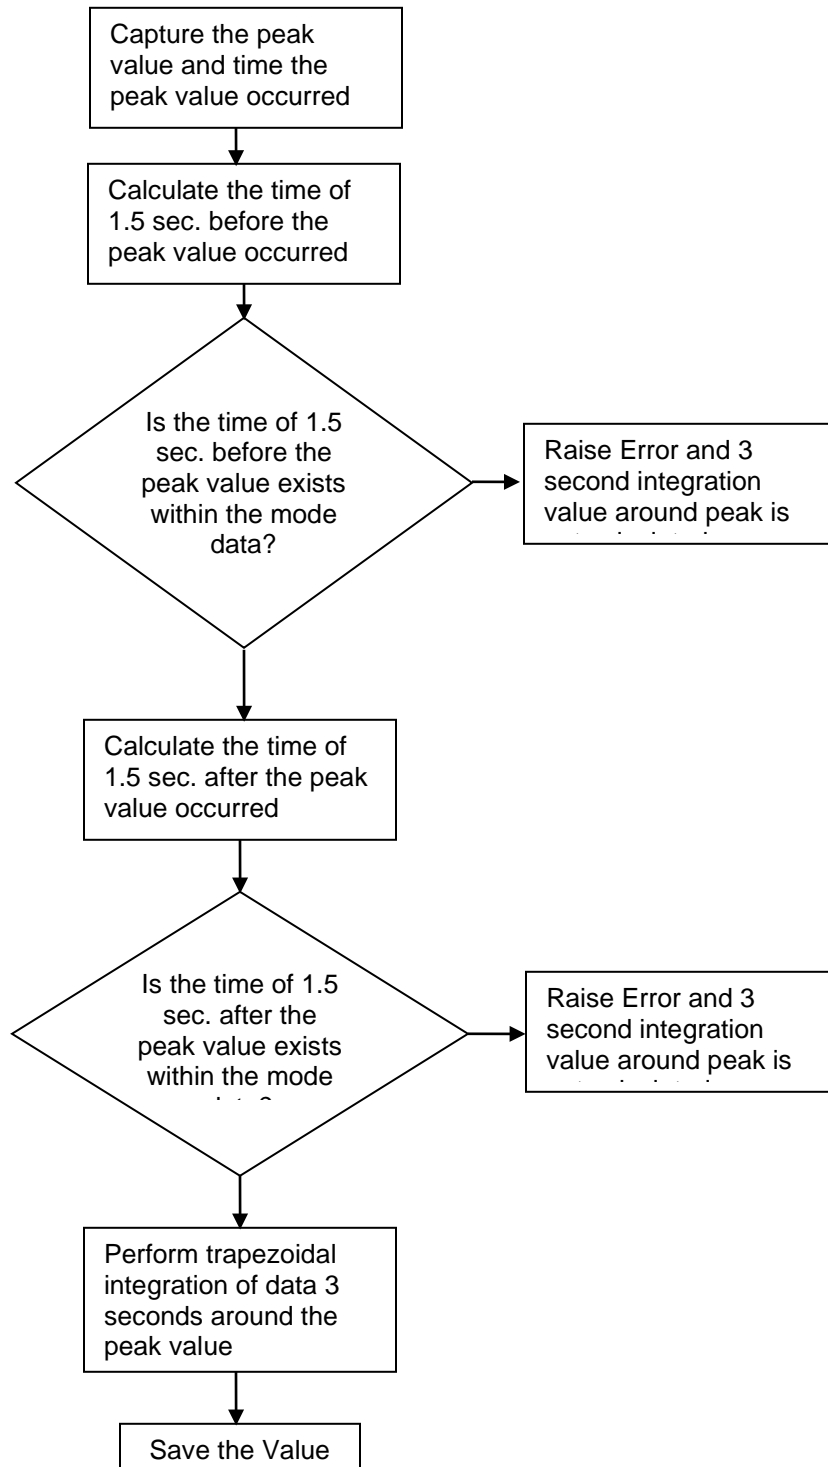 Capture the peak
value and time the
peak value occurred
Calculate the time of
1.5 sec. before the
peak value occurred
Is the time of 1.5
sec. before the
peak value exists
within the mode
data?
Raise Error and 3
second integration
value around peak is
Calculate the time of
1.5 sec. after the peak
value occurred
Is the time of 1.5
sec. after the
peak value exists
within the mode
Raise Error and 3
second integration
value around peak is
Perform trapezoidal
integration of data 3
seconds around the
peak value
Save the Value